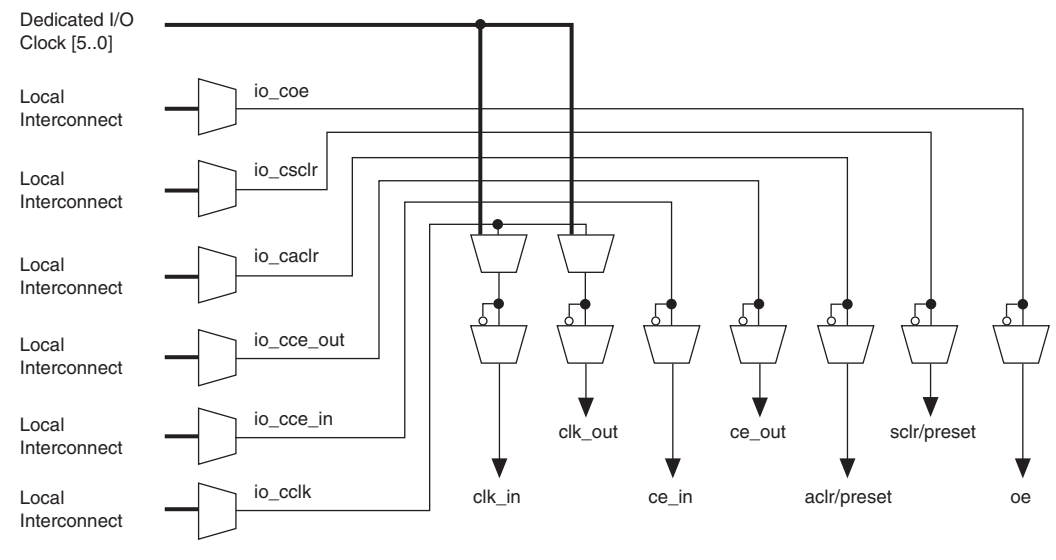 Dedicated I/O
Clock [5..0]
Local
Interconnect
io_coe
Local
Interconnect
io_csclr
Local
Interconnect
io_caclr
Local
Interconnect
io_cce_out
Local
Interconnect
io_cce_in
Local
Interconnect
io_cclk
clk_out
ce_out
sclr/preset
clk_in
ce_in
aclr/preset
oe